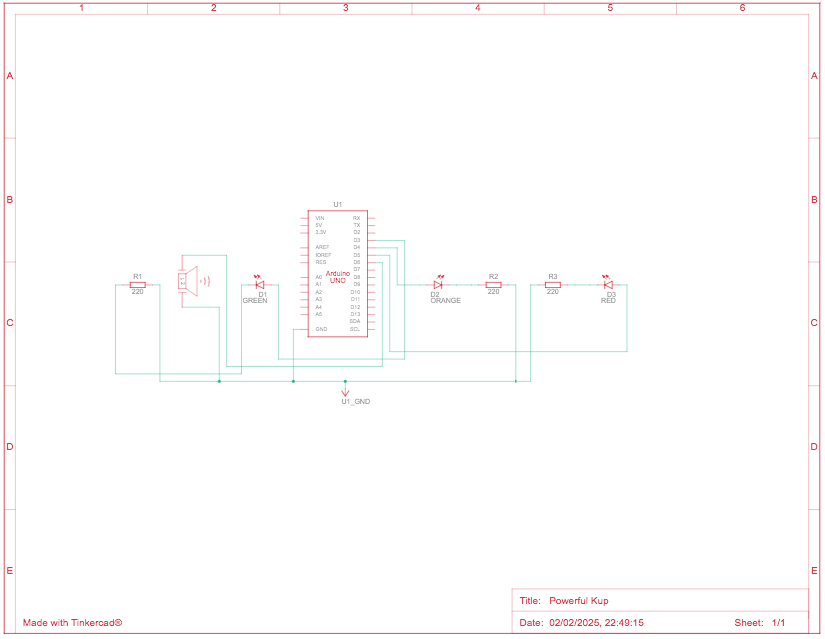 1 2 3 4 5 6
A A
B B
U1
VIN RX
5V TX
3.3V D2
D3
AREF D4
IOREF D5
RES D6
D7
Arduino
UNO
A0 D8
A1 D9
A2 D10
A3 D11
A4 D12
A5 D13
SDA
GND SCL
R1
220
D1
GREEN
D2
ORANGE
R2
220
R3
220
D3
RED
C C
U1_GND
D D
E E
Title: Powerful Kup
Made with Tinkercad®
Date: 02/02/2025, 22:49:15
Sheet: 1/1